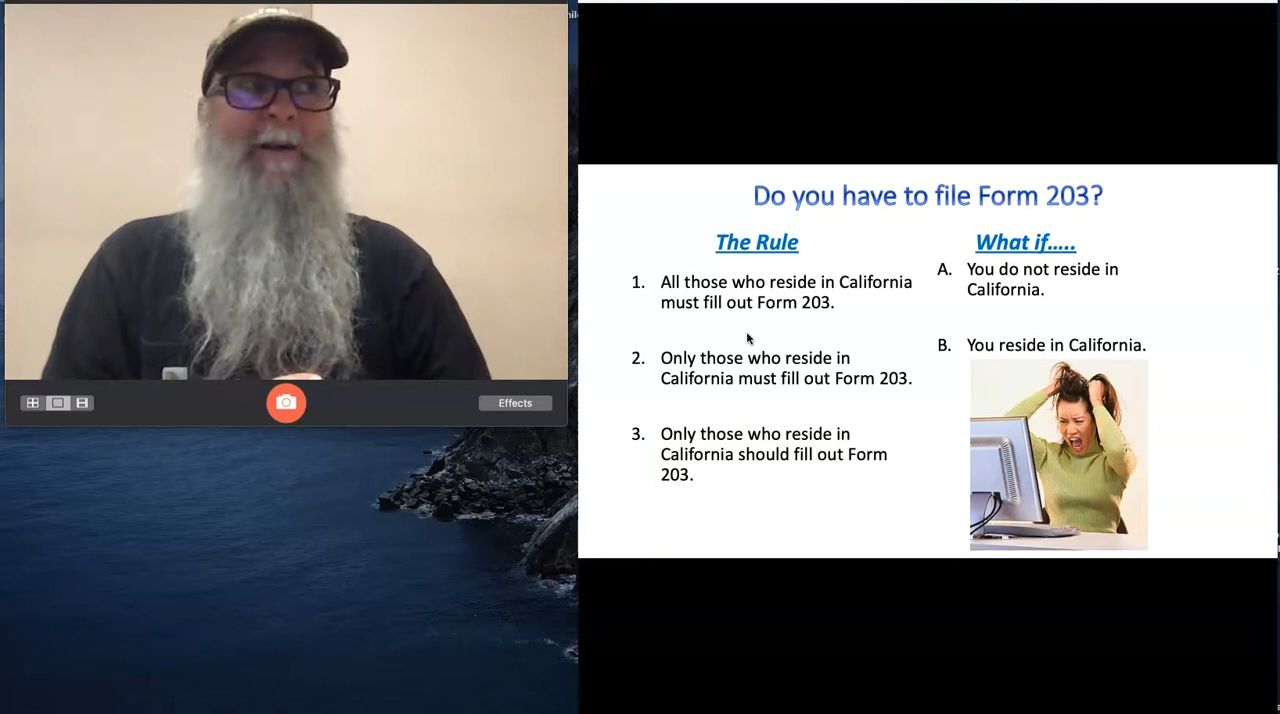 Effects
Do you have to file Form 203?
The Rule
1. All those who reside in California
must fill out Form 203.
2. Only those who reside in
California must fill out Form 203.
3. Only those who reside in
California should fill out Form
203.
What if.....
A. You do not reside in
California.
B. You reside in California.